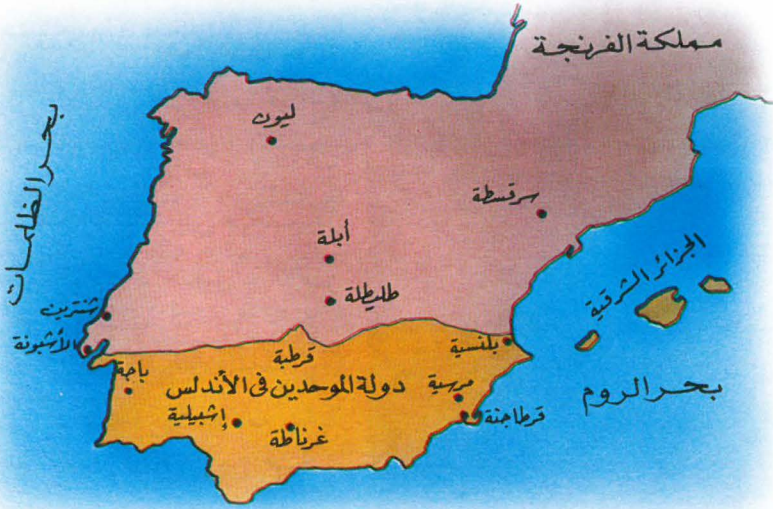 مملكة الفرنجة
بحر الظلمات
ليون
سرقسطة
أبلة
طليطلة
الجزائر الشرقية
شنترين
الأشبونة
بلنسية
قرطبة
باجة
دولة الموحدين فى الأندلس
مرسية
بحر الروم
إشبيلية
قرطاجنة
غرناطة